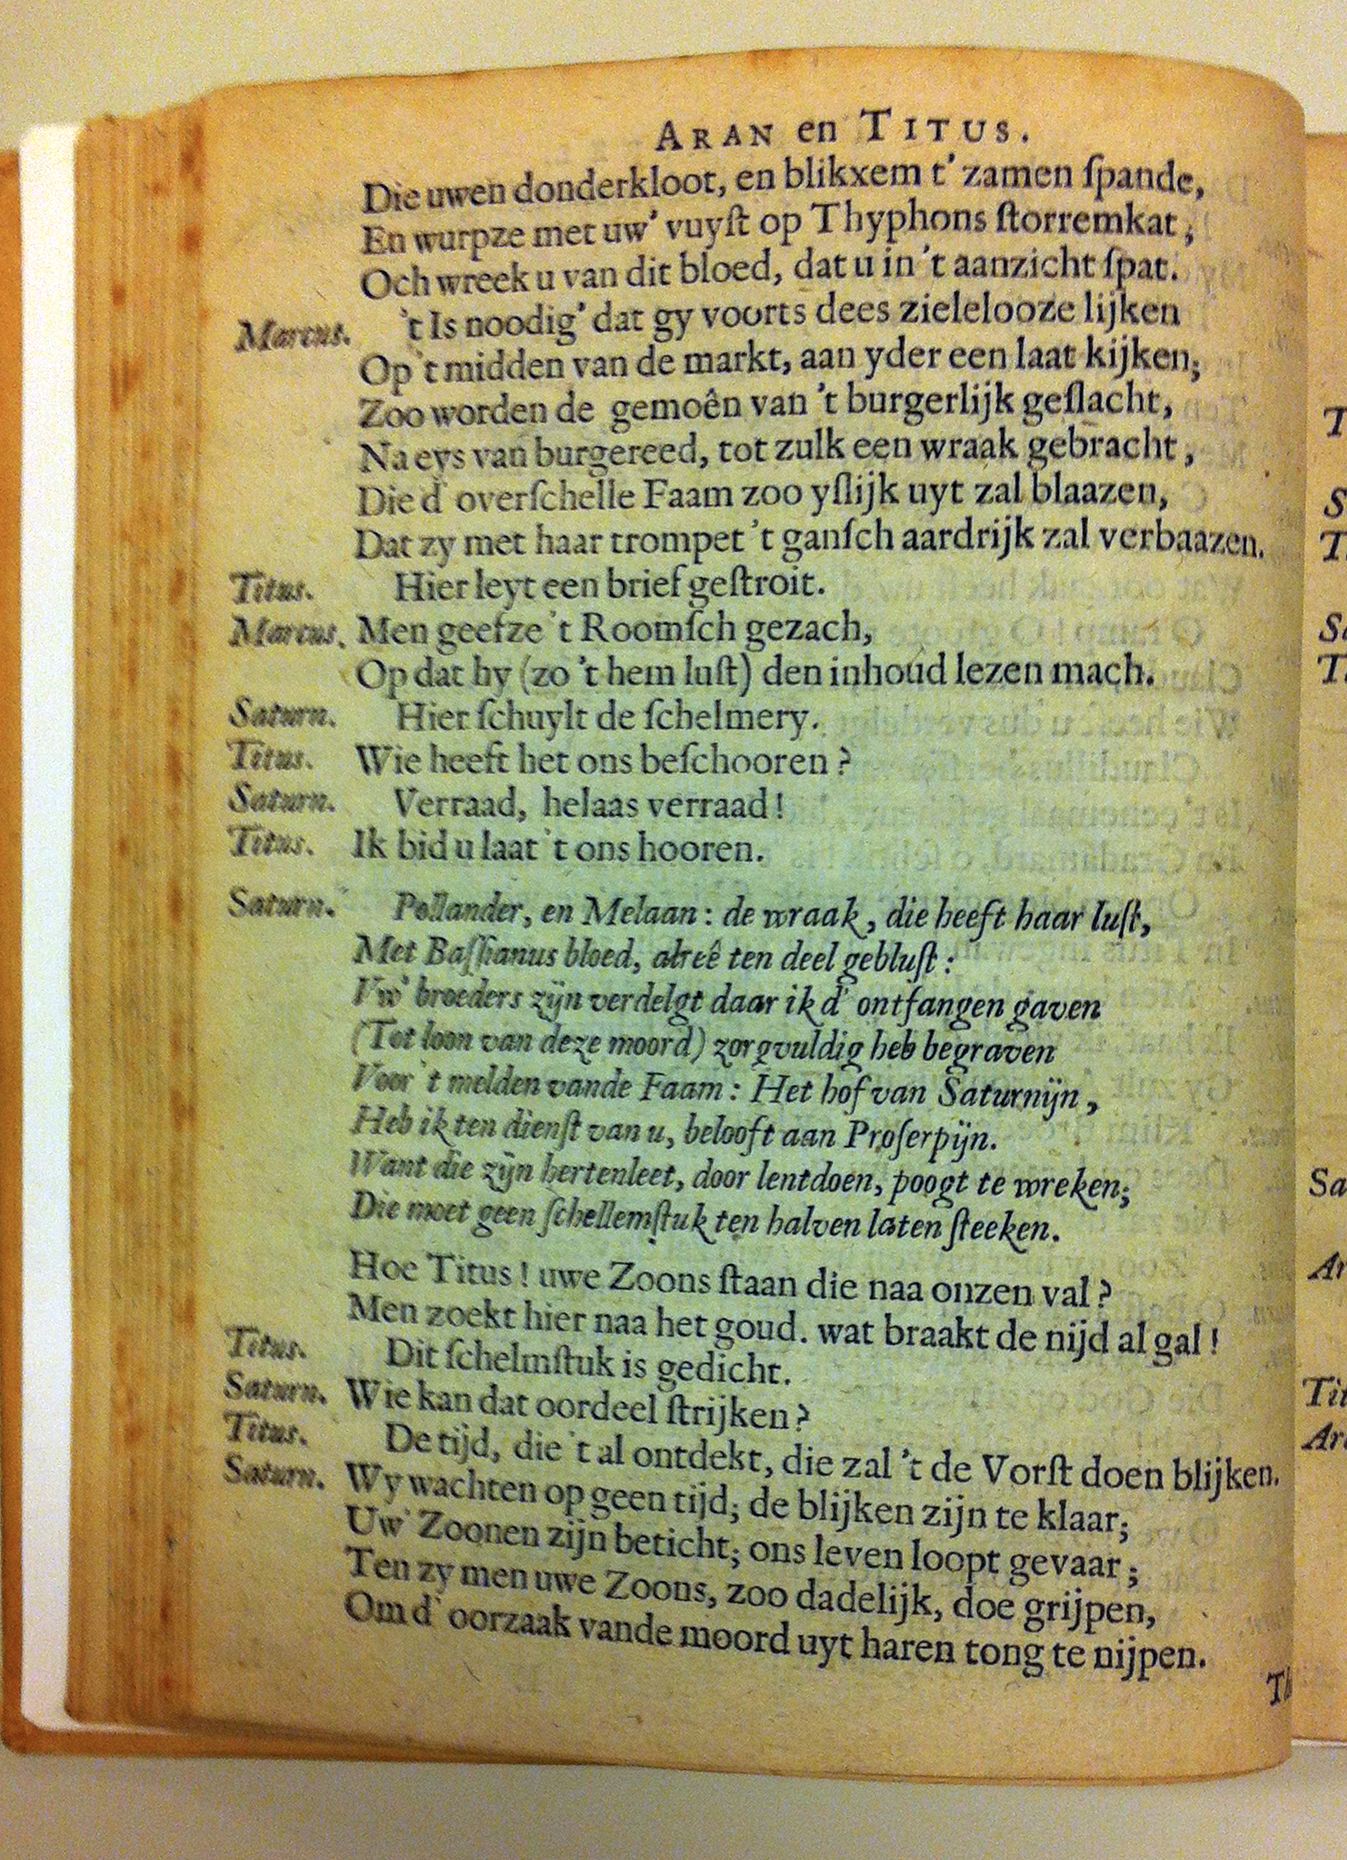 ARAN en TITUS.
Die uwen donderkloot, en blikxem t' zamen ſpande,
En wurpze met uw' vuyſt op Thyphons ſtorremkat;
Och wreek u van dit bloed, dat u in 't aanzicht ſpat.
Marcus. 't Is noodig' dat gy voorts dees zielelooze lijken
Op 't midden van de markt, aan yder een laat kijken;
Zoo worden de gemoên van 't burgerlijk geſlacht,
Na eys van burgereed, tot zulk een wraak gebracht,
Die d' overſchelle Faam zoo yſlijk uyt zal blaazen,
Dat zy met haar trompet 't ganſch aardrijk zal verbaazen.
Titus. Hier leyt een brief geſtroit.
Marcus. Men geefze 't Roomſch gezach,
Op dat hy (zo 't hem luſt) den inhoud lezen mach.
Saturn. Hier ſchuylt de ſchelmery.
Titus. Wie heeft het ons beſchooren?
Saturn. Verraad, helaas verraad!
Titus. Ik bid u laat 't ons hooren.
Saturn. Pollander, en Melaan: de wraak, die heeft haar luſt,
Met Baſſianus bloed, alreê ten deel gebluſt:
Vw' broeders zijn verdelgt daar ik d' ontfangen gaven
(Tot loon van deze moord) zorgvuldig heb begraven
Voor 't melden vande Faam: Het hof van Saturnijn,
Heb ik ten dienſt van u, belooft aan Proſerpijn.
Want die zijn hertenleet, door lentdoen, poogt te wreken;
Die moet geen ſchellemſtuk ten halven laten ſteeken.
Hoe Titus! uwe Zoons ſtaan die naa onzen val?
Men zoekt hier naa het goud. wat braakt de nijd al gal!
Titus. Dit ſchelmſtuk is gedicht.
Saturn. Wie kan dat oordeel ſtrijken?
Titus. De tijd, die 't al ontdekt, die zal 't de Vorſt doen blijken.
Saturn. Wy wachten op geen tijd; de blijken zijn te klaar;
Uw' Zoonen zijn beticht; ons leven loopt gevaar;
Ten zy men uwe Zoons, zoo dadelijk, doe grijpen,
Om d' oorzaak vande moord uyt haren tong te nijpen.